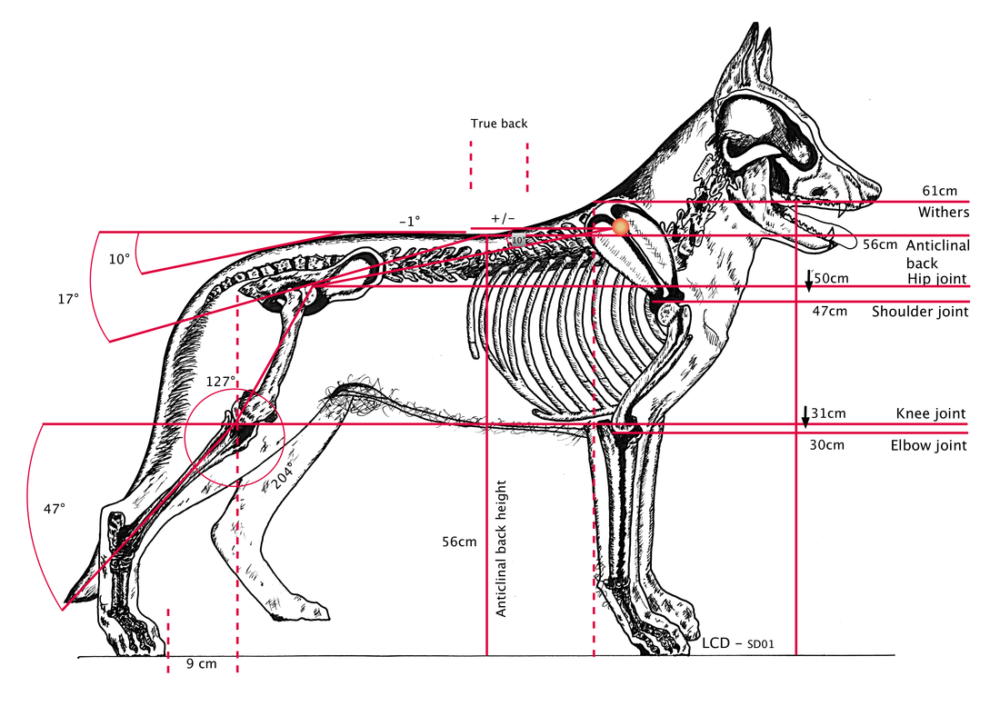 True back
61cm
Withers
-1°
+/-
10°
56cm Anticlinal
back
10°
50cm
Hip joint
17°
47cm
Shoulder joint
127°
31cm
Knee joint
30cm
Elbow joint
204°
47°
56cm
Anticlinal back height
LCD - SD01
9 cm